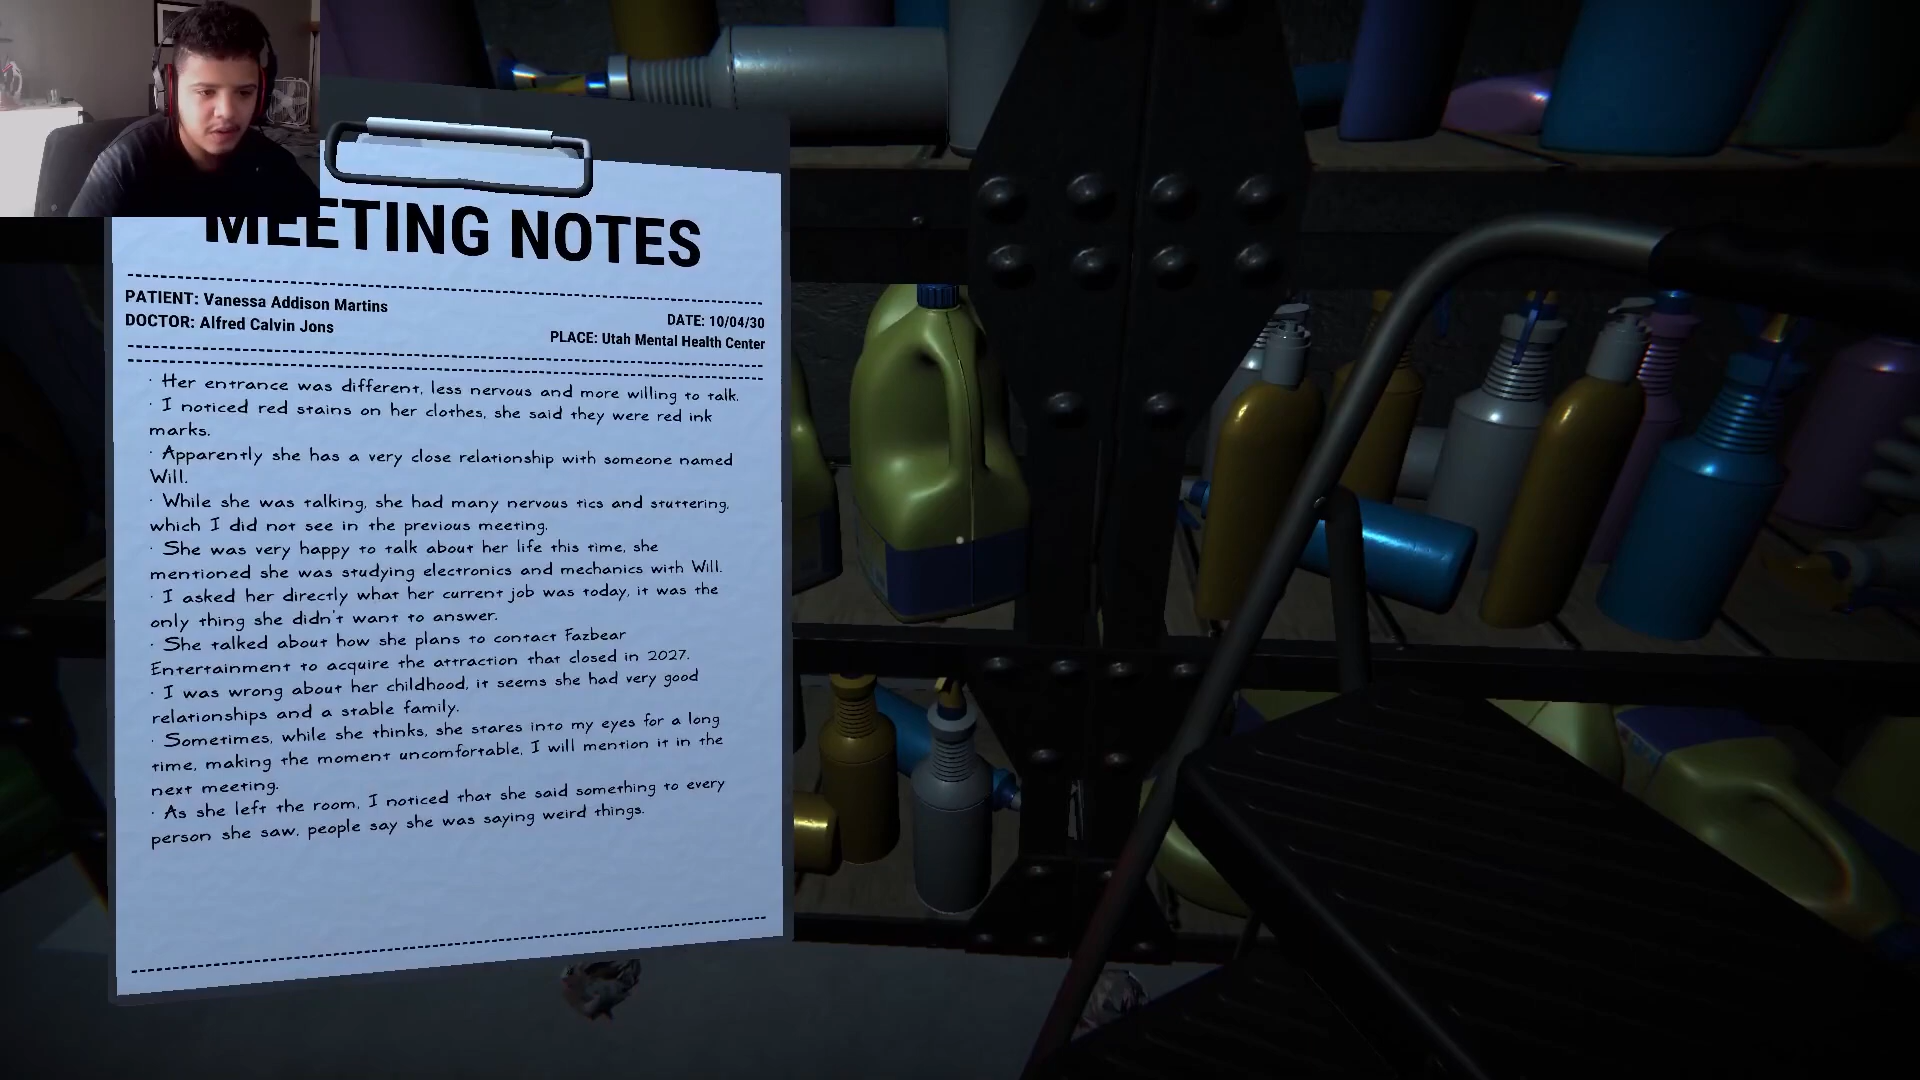 MEETING NOTES
PATIENT: Vanessa Addison Martins
DOCTOR: Alfred Calvin Jons
DATE: 10/04/30
PLACE: Utah Mental Health Center
· Her entrance was different, less nervous and more willing to talk.
· I noticed red stains on her clothes, she said they were red ink
marks.
· Apparently she has a very close relationship with someone named
Will.
· While she was talking, she had many nervous tics and stuttering,
which I did not see in the previous meeting.
· She was very happy to talk about her life this time, she
mentioned she was studying electronics and mechanics with Will.
· I asked her directly what her current job was today, it was the
only thing she didn't want to answer.
· She talked about how she plans to contact Fazbear
Entertainment to acquire the attraction that closed in 2027.
· I was wrong about her childhood, it seems she had very good
relationships and a stable family.
· Sometimes, while she thinks, she stares into my eyes for a long
time, making the moment uncomfortable, I will mention it in the
next meeting.
· As she left the room, I noticed that she said something to every
person she saw, people say she was saying weird things.